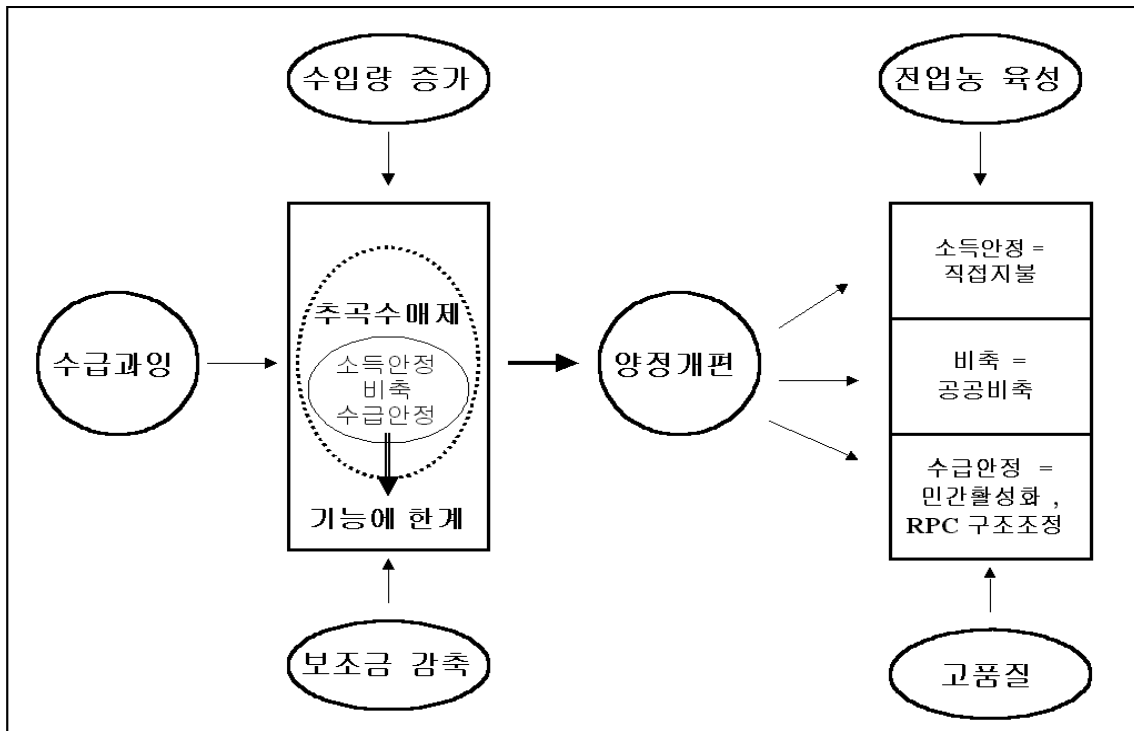 수입량 증가
전업농 육성
수급과잉
추곡수매제
소득안정
비축
수급안정
기능에 한계
양정개편
소득안정 =
직접지불
비축 =
공공비축
수급안정 =
민간활성화 ,
RPC 구조조정
보조금 감축
고품질